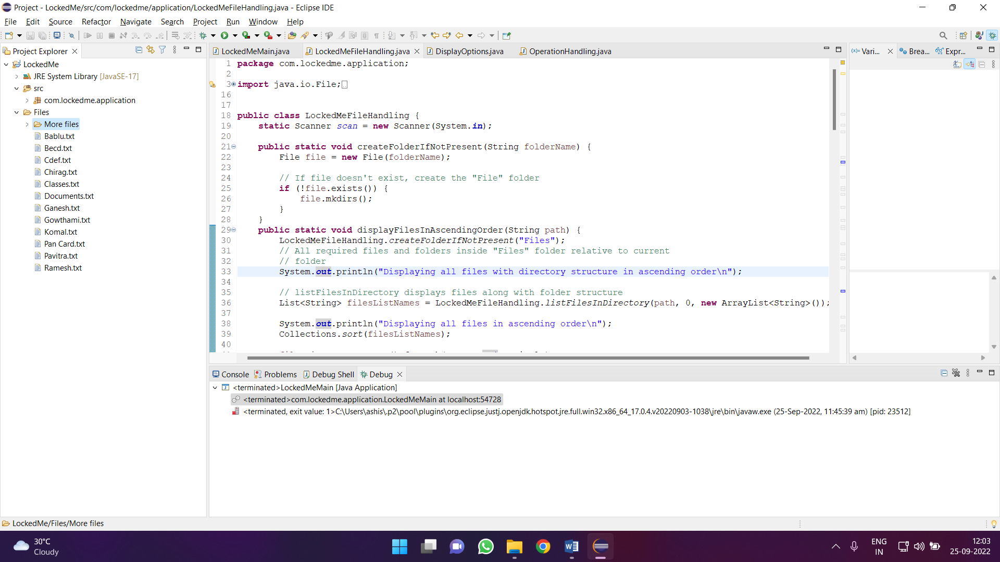 Project - LockedMe/src/com/lockedme/application/LockedMeFileHandling.java - Eclipse IDE
File Edit Source Refactor Navigate Search Project Run Window Help
Project Explorer
LockedMe
JRE System Library [JavaSE-17]
src
com.lockedme.application
Files
More files
Bablu.txt
Becd.txt
Cdef.txt
Chirag.txt
Classes.txt
Documents.txt
Ganesh.txt
Gowthami.txt
Komal.txt
Pan Card.txt
Pavitra.txt
Ramesh.txt
LockedMeMain.java LockedMeFileHandling.java DisplayOptions.java OperationHandling.java
1 package com.lockedme.application;
2
3 import java.io.File;
16
17
18 public class LockedMeFileHandling {
19 static Scanner scan = new Scanner(System.in);
20
21 public static void createFolderIfNotPresent(String folderName) {
22 File file = new File(folderName);
23
24 // If file doesn't exist, create the "File" folder
25 if (!file.exists()) {
26 file.mkdirs();
27 }
28 }
29 public static void displayFilesInAscendingOrder(String path) {
30 LockedMeFileHandling.createFolderIfNotPresent("Files");
31 // All required files and folders inside "Files" folder relative to current
32 // folder
33 System.out.println("Displaying all files with directory structure in ascending order\n");
34
35 // listFilesInDirectory displays files along with folder structure
36 List<String> filesListNames = LockedMeFileHandling.listFilesInDirectory(path, 0, new ArrayList<String>());
37
38 System.out.println("Displaying all files in ascending order\n");
39 Collections.sort(filesListNames);
40
(x)= Vari... Brea... Expr...
Console Problems Debug Shell Debug
<terminated>LockedMeMain [Java Application]
<terminated>com.lockedme.application.LockedMeMain at localhost:54728
<terminated, exit value: 1>C:\Users\ashis\.p2\pool\plugins\org.eclipse.justj.openjdk.hotspot.jre.full.win32.x86_64_17.0.4.v20220903-1038\jre\bin\javaw.exe (25-Sep-2022, 11:45:39 am) [pid: 23512]
LockedMe/Files/More files
30°C
Cloudy
ENG
IN
12:03
25-09-2022